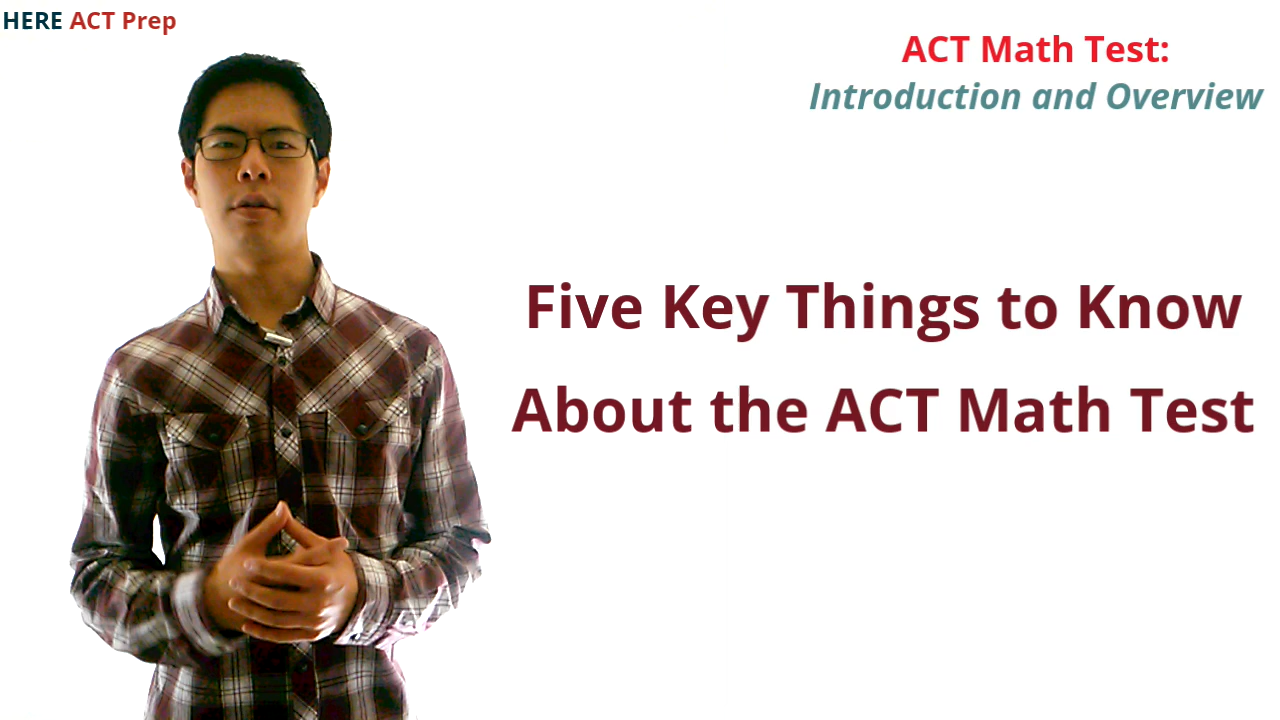 HERE ACT Prep
ACT Math Test:
Introduction and Overview
Five Key Things to Know
About the ACT Math Test